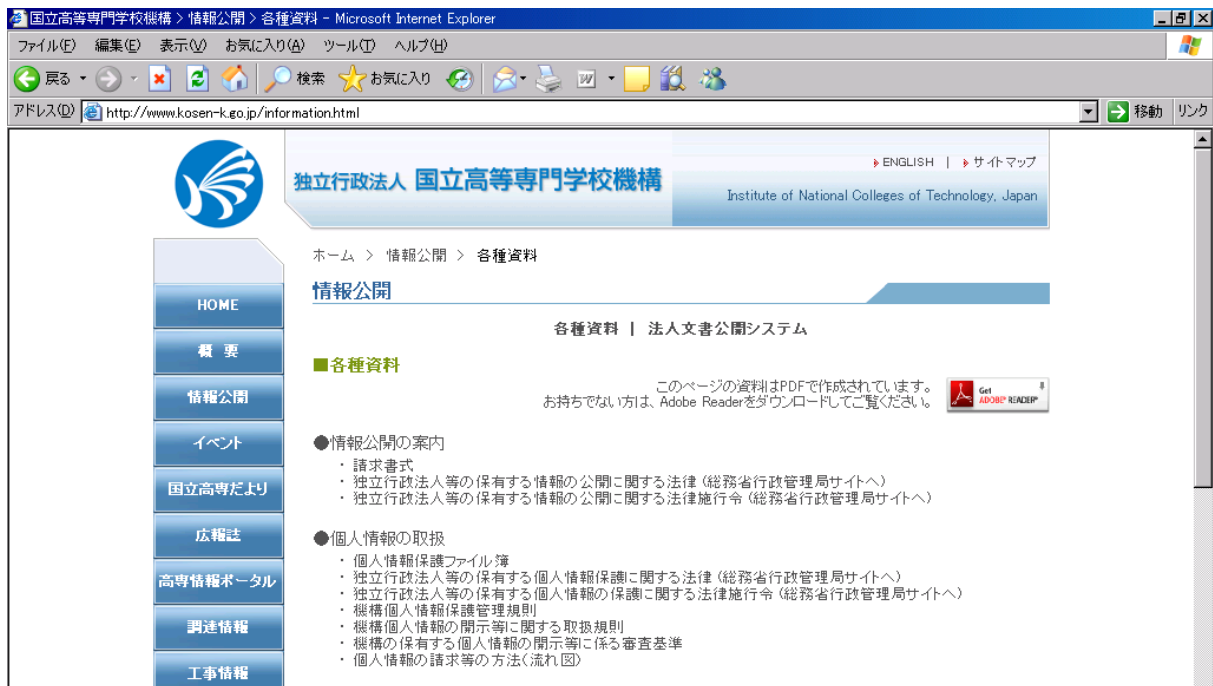 国立高等専門学校機構 > 情報公開 > 各種資料 - Microsoft Internet Explorer
ファイル(F) 編集(E) 表示(V) お気に入り(A) ツール(T) ヘルプ(H)
戻る 検索 お気に入り
アドレス(D) http://www.kosen-k.go.jp/information.html 移動 リンク
ENGLISH | サイトマップ
独立行政法人 国立高等専門学校機構
Institute of National Colleges of Technology, Japan
ホーム > 情報公開 > 各種資料
情報公開
各種資料 | 法人文書公開システム
■各種資料
このページの資料はPDFで作成されています。
お持ちでない方は、Adobe Readerをダウンロードしてご覧ください。
Get
ADOBE® READER®
●情報公開の案内
・ 請求書式
・ 独立行政法人等の保有する情報の公開に関する法律 (総務省行政管理局サイトへ)
・ 独立行政法人等の保有する情報の公開に関する法律施行令 (総務省行政管理局サイトへ)
●個人情報の取扱
・ 個人情報保護ファイル簿
・ 独立行政法人等の保有する個人情報保護に関する法律 (総務省行政管理局サイトへ)
・ 独立行政法人等の保有する個人情報の保護に関する法律施行令 (総務省行政管理局サイトへ)
・ 機構個人情報保護管理規則
・ 機構個人情報の開示等に関する取扱規則
・ 機構の保有する個人情報の開示等に係る審査基準
・ 個人情報の請求等の方法(流れ図)
HOME
概 要
情報公開
イベント
国立高専だより
広報誌
高専情報ポータル
調達情報
工事情報